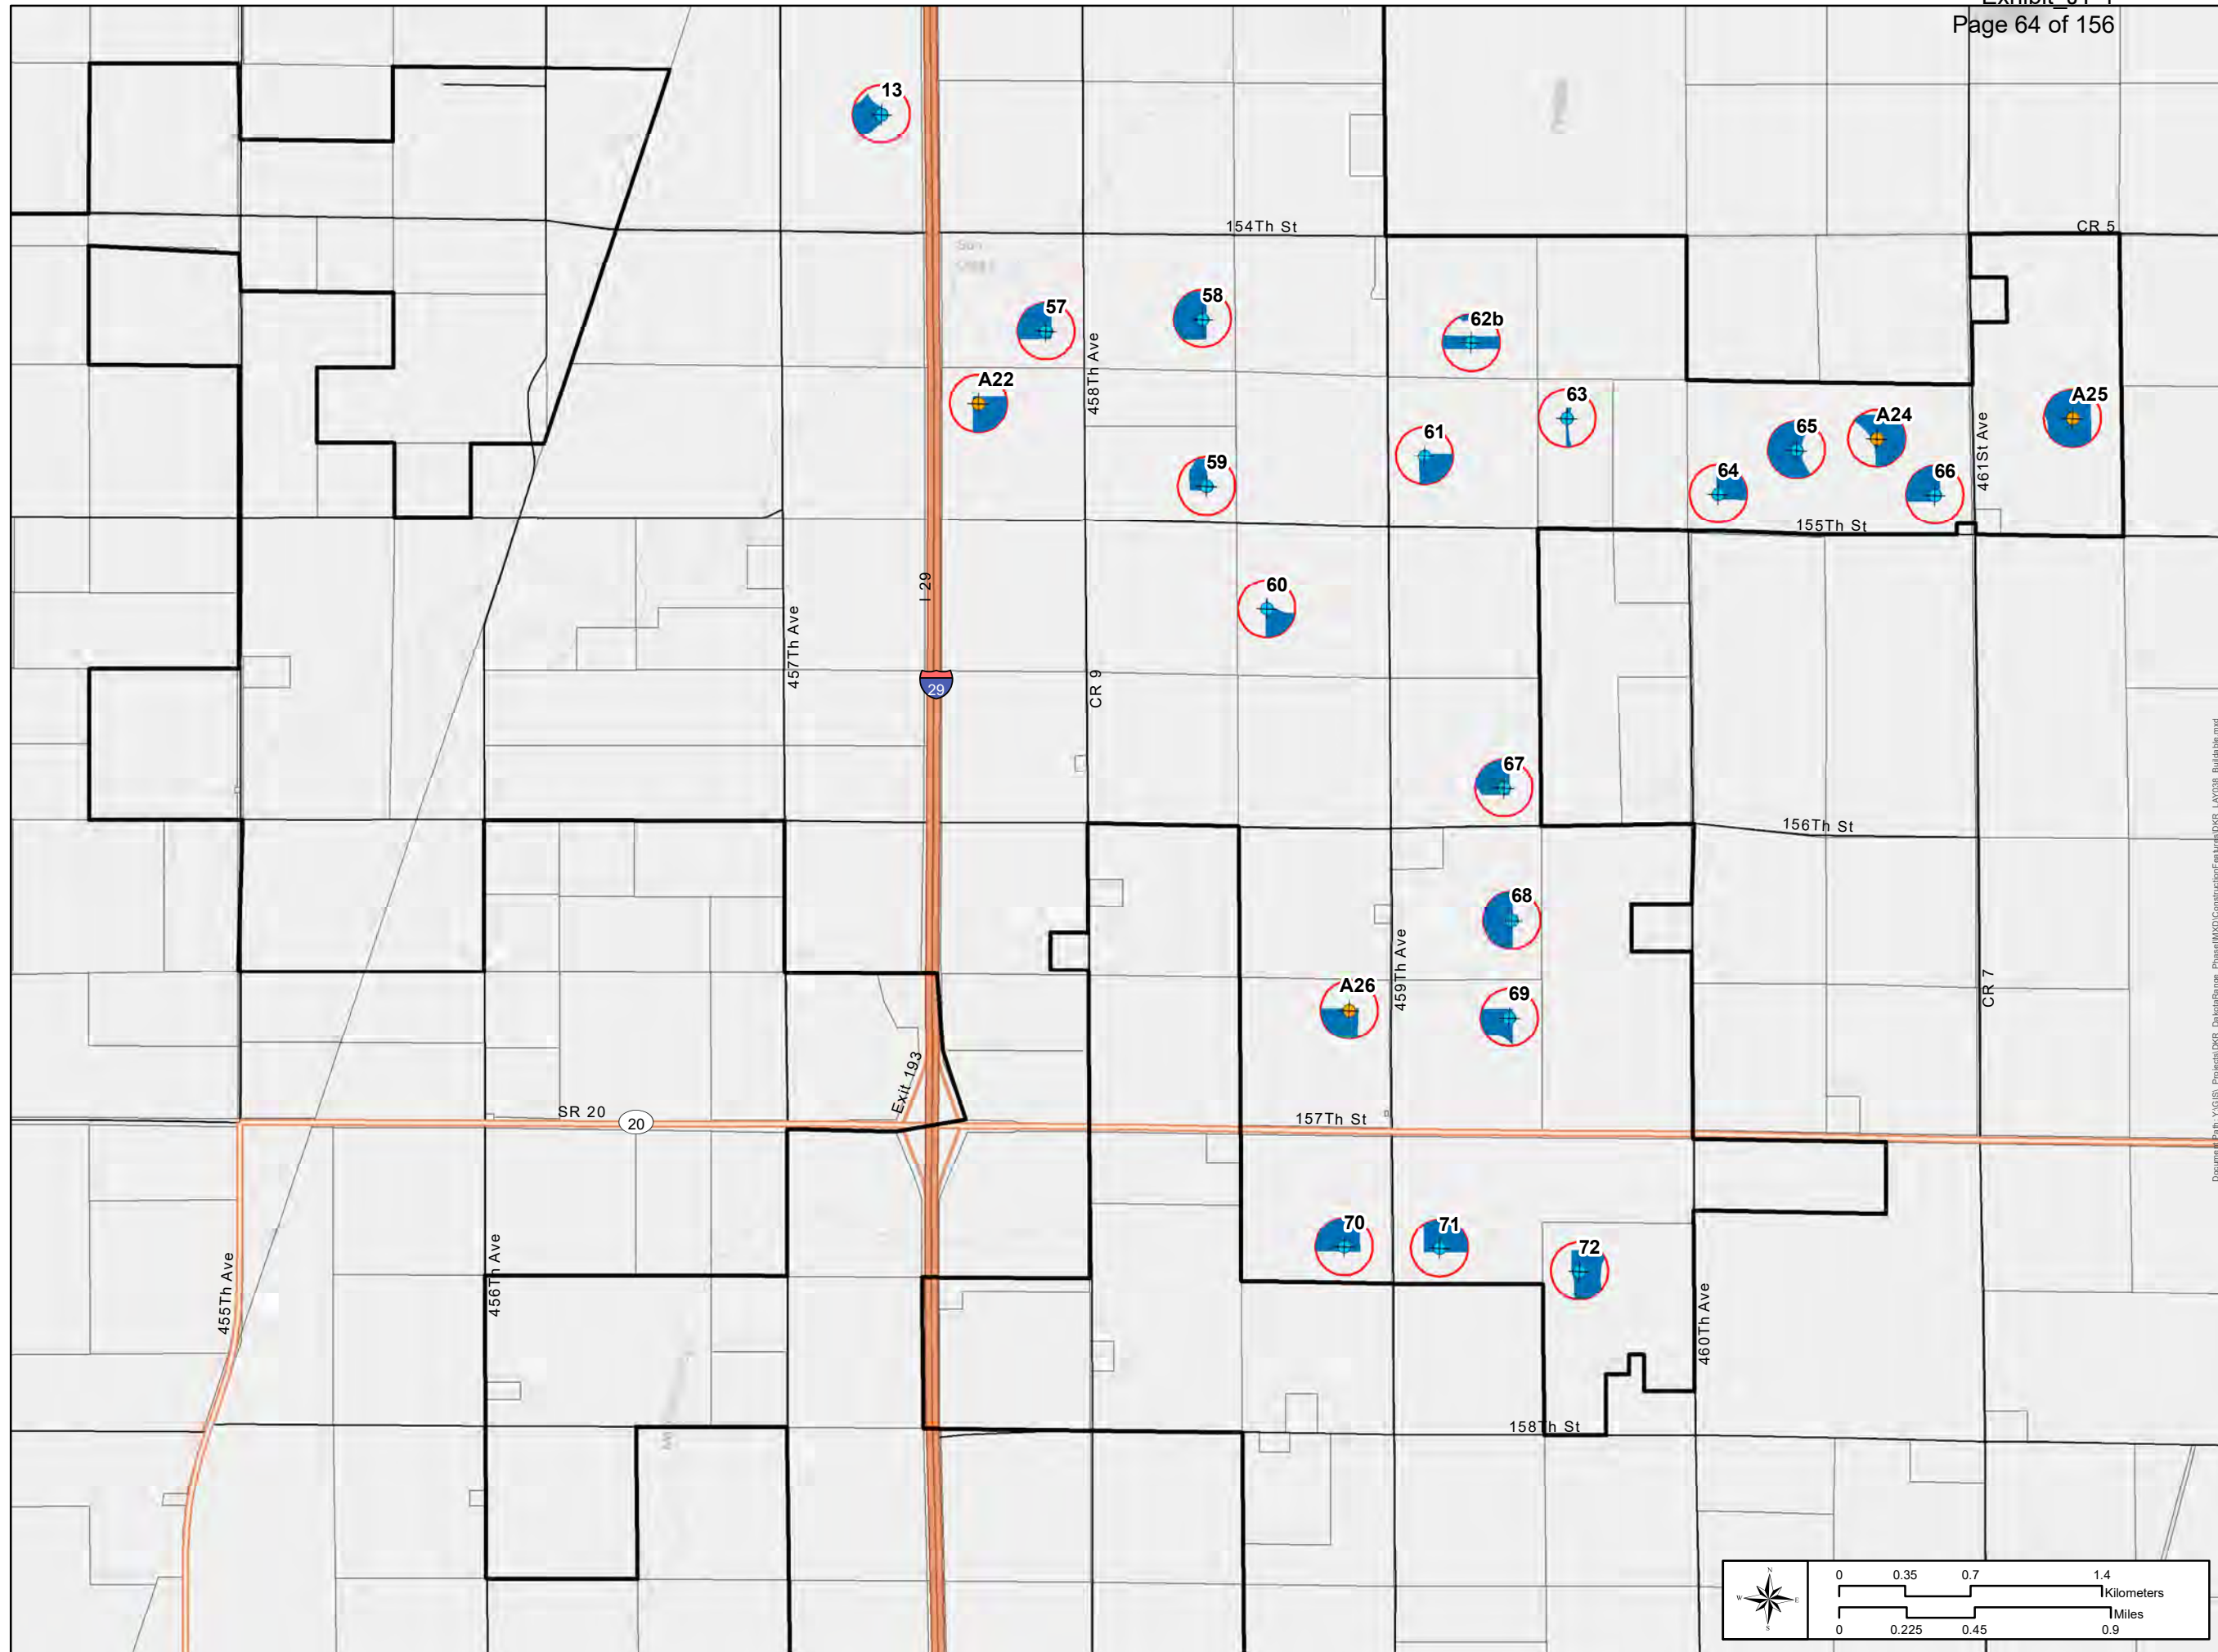 Page 64 of 156
13
154Th St
CR 5
57
58
62b
A22
458Th Ave
63
A25
A24
65
61
461St Ave
59
64
66
155Th St
I 29
60
457Th Ave
29
CR 9
67
156Th St
68
459Th Ave
A26
69
CR 7
Exit 193
SR 20
20
157Th St
70
71
72
455Th Ave
456Th Ave
460Th Ave
158Th St
N
W
E
S
0 0.35 0.7 1.4
Kilometers
Miles
0 0.225 0.45 0.9